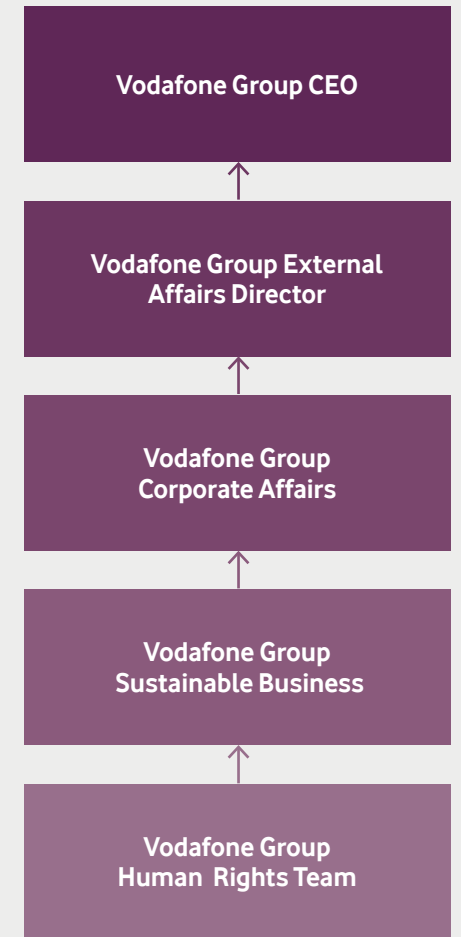 Vodafone Group CEO
Vodafone Group External
Affairs Director
Vodafone Group
Corporate Affairs
Vodafone Group
Sustainable Business
Vodafone Group
Human Rights Team